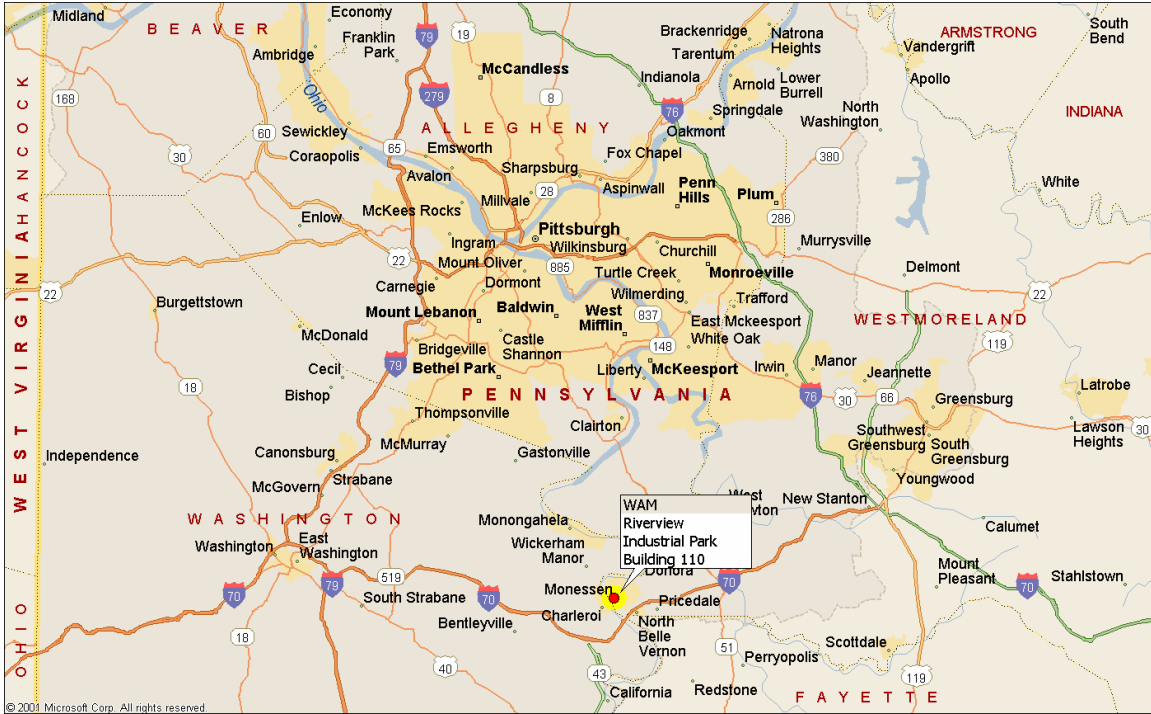 Midland
Economy
South
Bend
BEAVER
Franklin
Park
79
19
Brackenridge
Natrona
Heights
ARMSTRONG
Tarentum
Vandergrift
Ambridge
McCandless
Indianola
Arnold
Lower
Burrell
Apollo
168
Ohio
279
8
76
Springdale
North
Washington
INDIANA
HANCOCK
60
Sewickley
ALLEGHENY
Oakmont
30
Coraopolis
65
Emsworth
Fox Chapel
380
Avalon
Sharpsburg
28
Aspinwall
Penn
Hills
Plum
White
McKees Rocks
Millvale
286
Enlow
Pittsburgh
Ingram
Wilkinsburg
Churchill
Murrysville
22
Mount Oliver
885
Turtle Creek
Monroeville
Delmont
22
Carnegie
Dormont
Wilmerding
Trafford
22
Burgettstown
Mount Lebanon
Baldwin
West
Mifflin
837
East Mckeesport
WESTMORELAND
McDonald
Castle
Shannon
148
White Oak
119
Bridgeville
79
Cecil
Bethel Park
Liberty
McKeesport
Irwin
Manor
Jeannette
Latrobe
18
Bishop
PENNSYLVANIA
76
30
66
Greensburg
Thompsonville
Clairton
Lawson
Heights
30
McMurray
Southwest
Greensburg
South
Greensburg
WEST VIRGINIA
Independence
Canonsburg
Gastonville
Strabane
Youngwood
McGovern
WAM
Riverview
Industrial Park
Building 110
West
New Stanton
WASHINGTON
Monongahela
Calumet
Washington
East
Washington
Wickerham
Manor
Donora
OHIO
70
79
519
70
Monessen
70
Mount
Pleasant
70
Stahlstown
South Strabane
Charleroi
Pricedale
18
Bentleyville
North
Belle
Vernon
51
Scottdale
40
43
Perryopolis
119
California
Redstone
FAYETTE
© 2001 Microsoft Corp. All rights reserved.